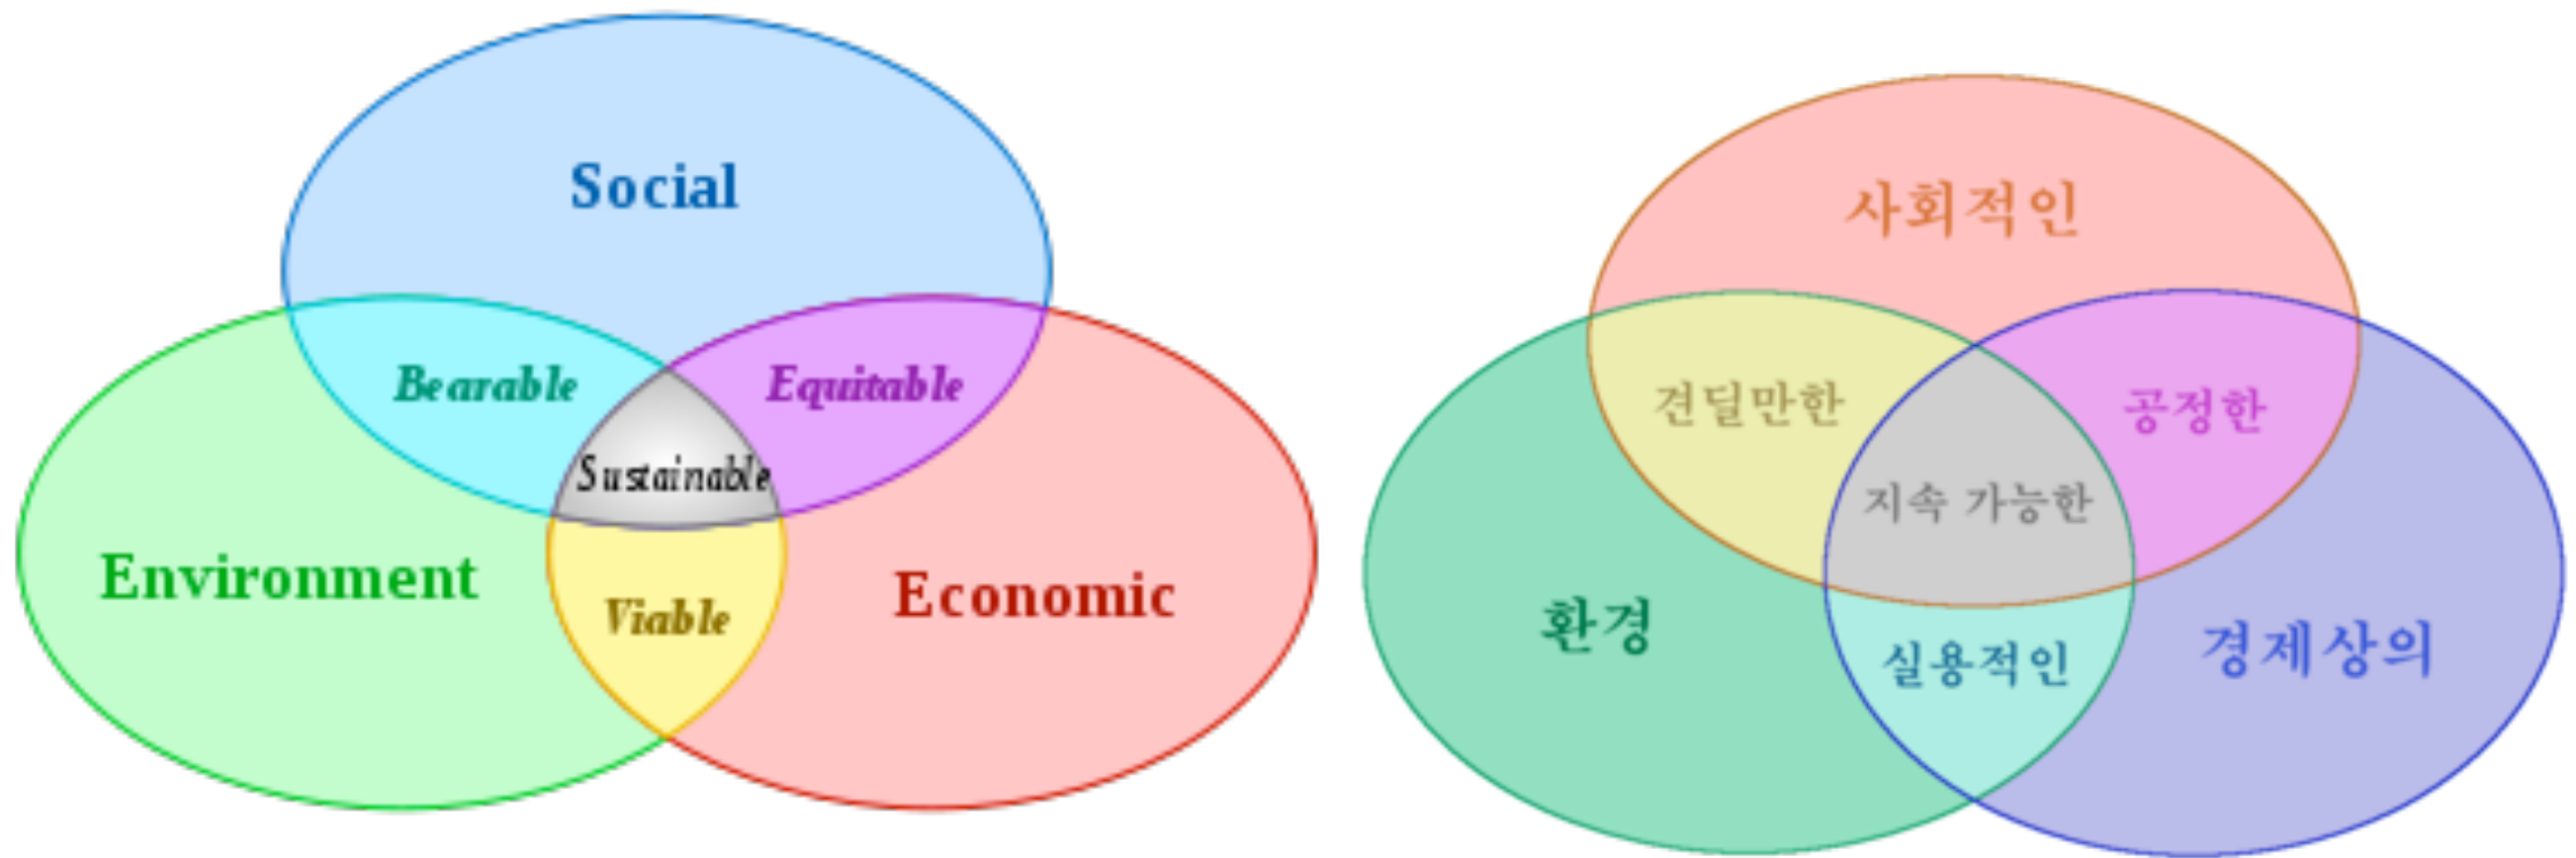 Social
Bearable
Equitable
Sustainable
Environment
Economic
Viable
사회적인
견딜만한
공정한
지속 가능한
환경
경제상의
실용적인